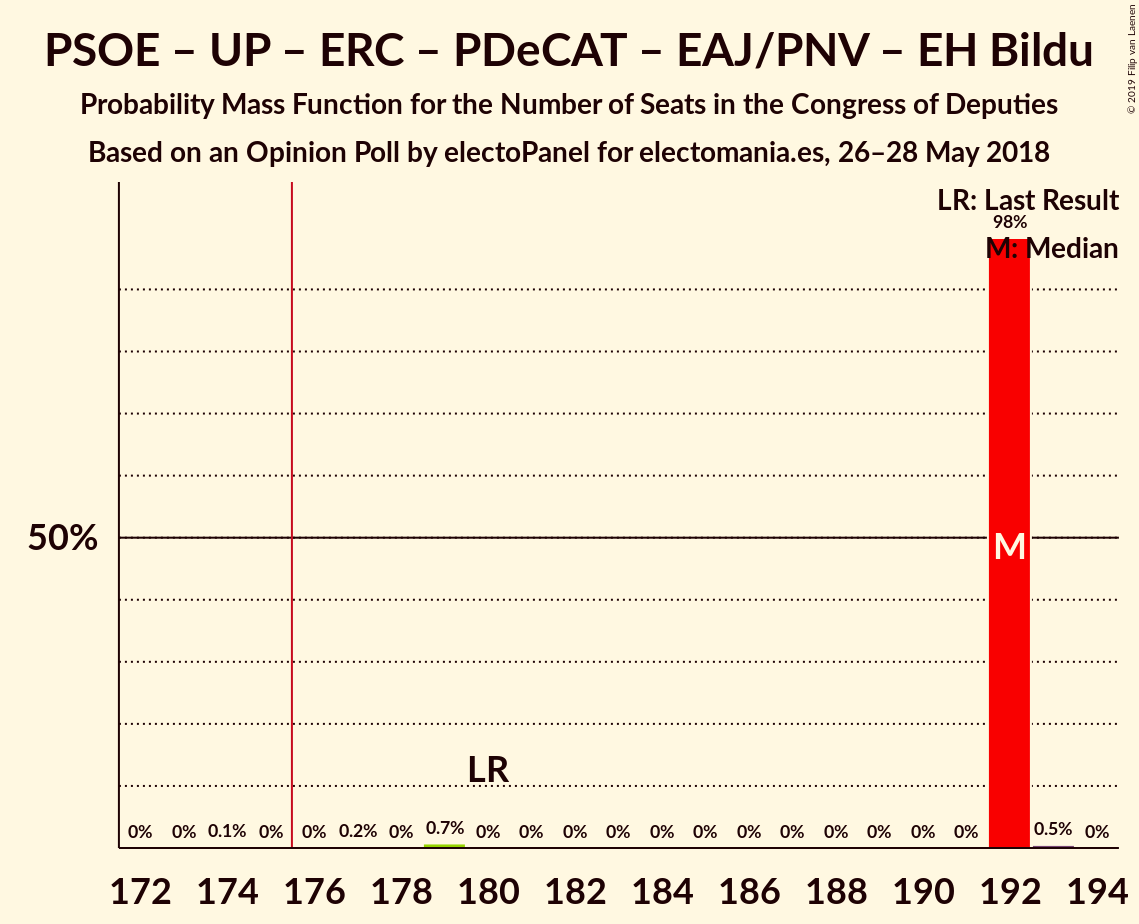 PSOE – UP – ERC – PDeCAT – EAJ/PNV – EH Bildu
Probability Mass Function for the Number of Seats in the Congress of Deputies
Based on an Opinion Poll by electoPanel for electomania.es, 26–28 May 2018
© 2019 Filip van Laenen
LR: Last Result
98%
M: Median
50%
M
LR
0% 0% 0.1% 0% 0% 0.2% 0% 0.7% 0% 0% 0% 0% 0% 0% 0% 0% 0% 0% 0% 0% 0.5% 0%
172 174 176 178 180 182 184 186 188 190 192 194